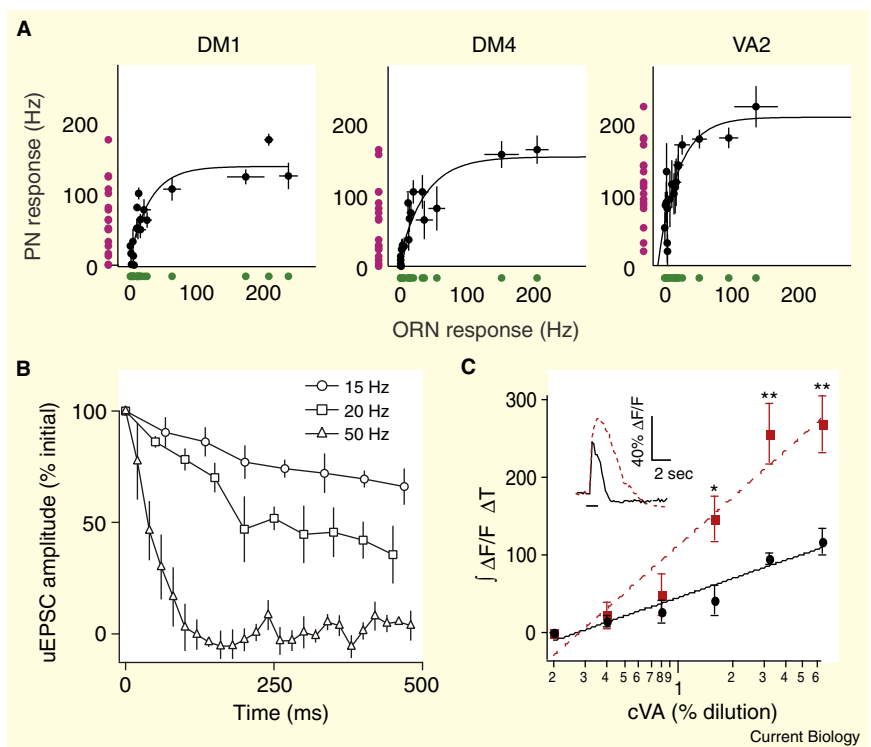 A
DM1
DM4
VA2
PN response (Hz)
200
100
0
0
200
200
100
0
0
200
200
100
0
0
200
ORN response (Hz)
B
uEPSC amplitude (% initial)
100
50
0
15 Hz
20 Hz
50 Hz
0
250
500
Time (ms)
C
∫ ΔF/F ΔT
300
200
100
0
40% ΔF/F
2 sec
*
**
**
2 3 4 5 6 7 8 9 1 2 3 4 5 6
cVA (% dilution)
Current Biology